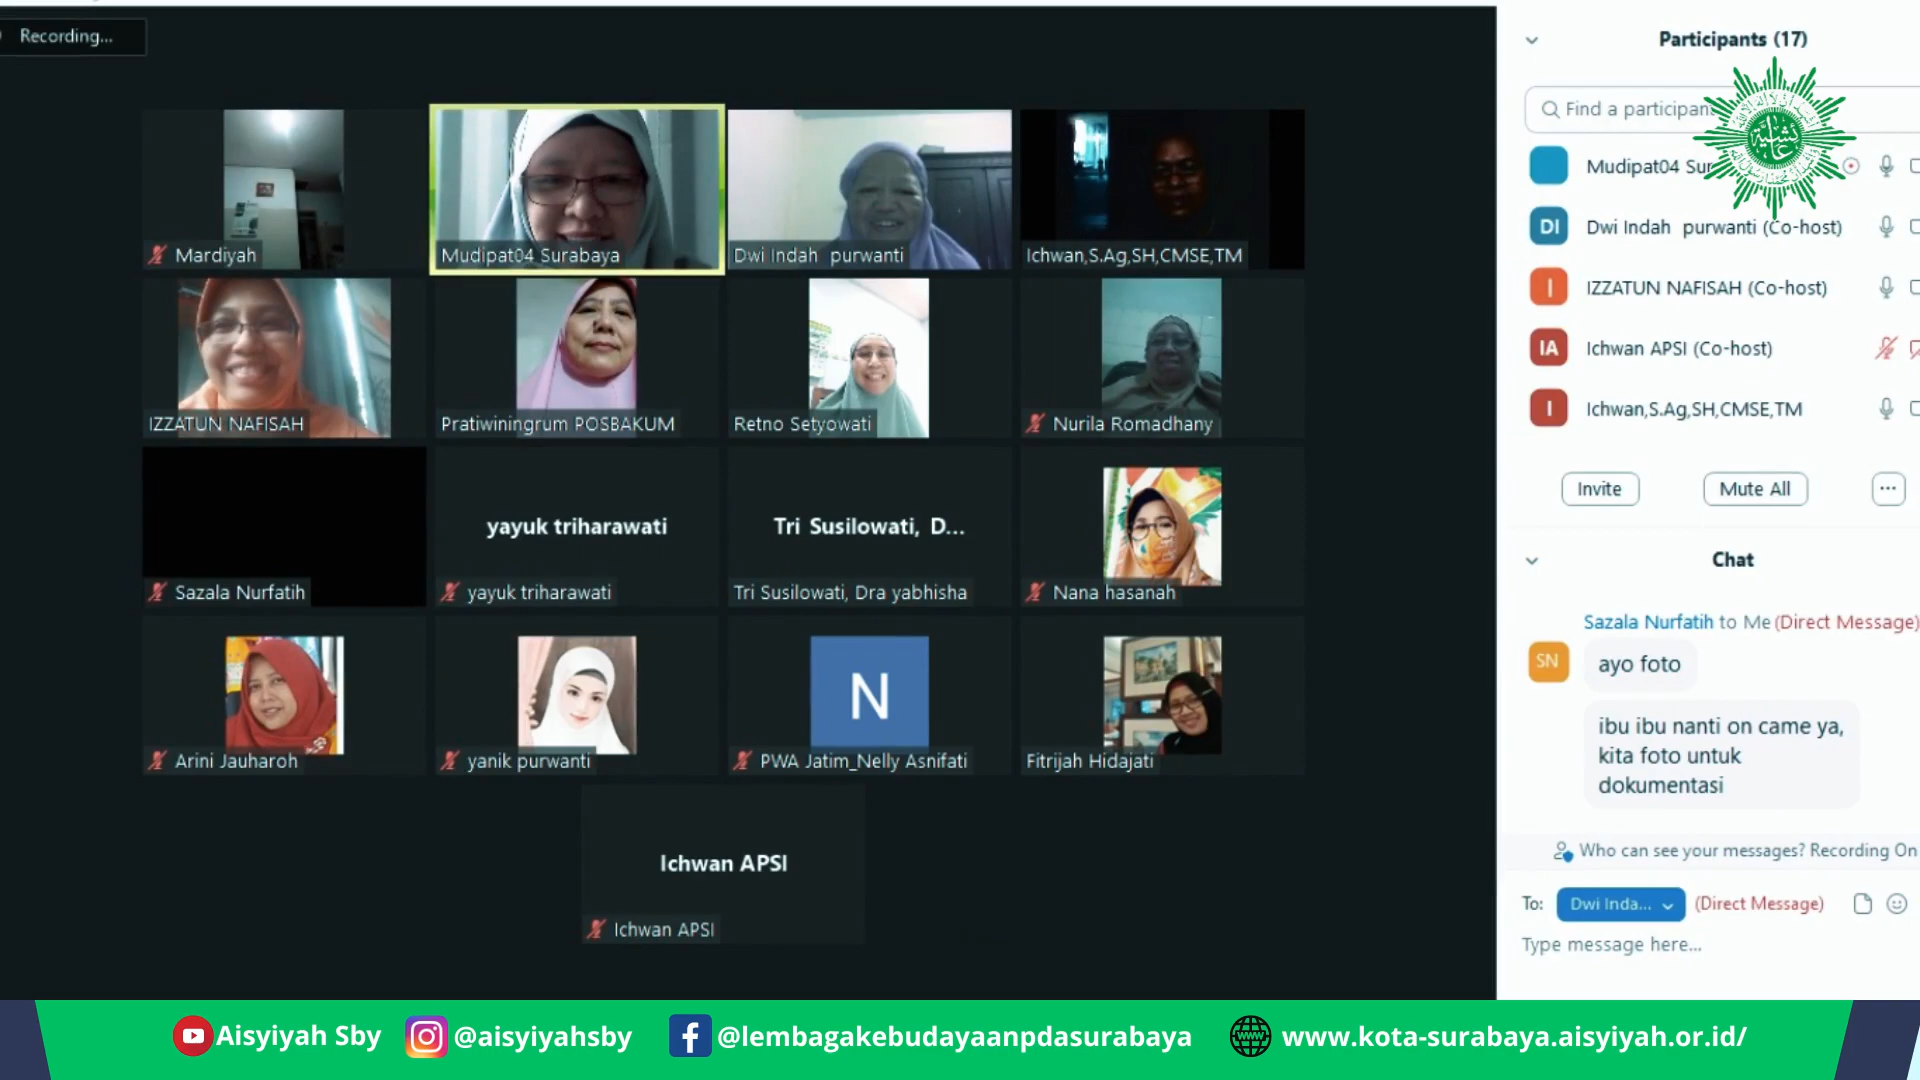 Recording...
Mardiyah
Mudipat04 Surabaya
Dwi Indah purwanti
Ichwan,S.Ag,SH,CMSE,TM
IZZATUN NAFISAH
Pratiwiningrum POSBAKUM
Retno Setyowati
Nurila Romadhany
Sazala Nurfatih
yayuk triharawati
yayuk triharawati
Tri Susilowati, D...
Tri Susilowati, Dra yabhisha
Nana hasanah
Arini Jauharoh
yanik purwanti
N
PWA Jatim_Nelly Asnifati
Fitrijah Hidajati
Ichwan APSI
Ichwan APSI
Participants (17)
Find a participan
Mudipat04 Sur
DI Dwi Indah purwanti (Co-host)
I IZZATUN NAFISAH (Co-host)
IA Ichwan APSI (Co-host)
I Ichwan,S.Ag,SH,CMSE,TM
Invite Mute All ...
Chat
Sazala Nurfatih to Me (Direct Message)
SN ayo foto
ibu ibu nanti on came ya,
kita foto untuk
dokumentasi
Who can see your messages? Recording On
To: Dwi Inda... (Direct Message)
Type message here...
Aisyiyah Sby @aisyiyahsby @lembagakebudayaanpdasurabaya www.kota-surabaya.aisyiyah.or.id/